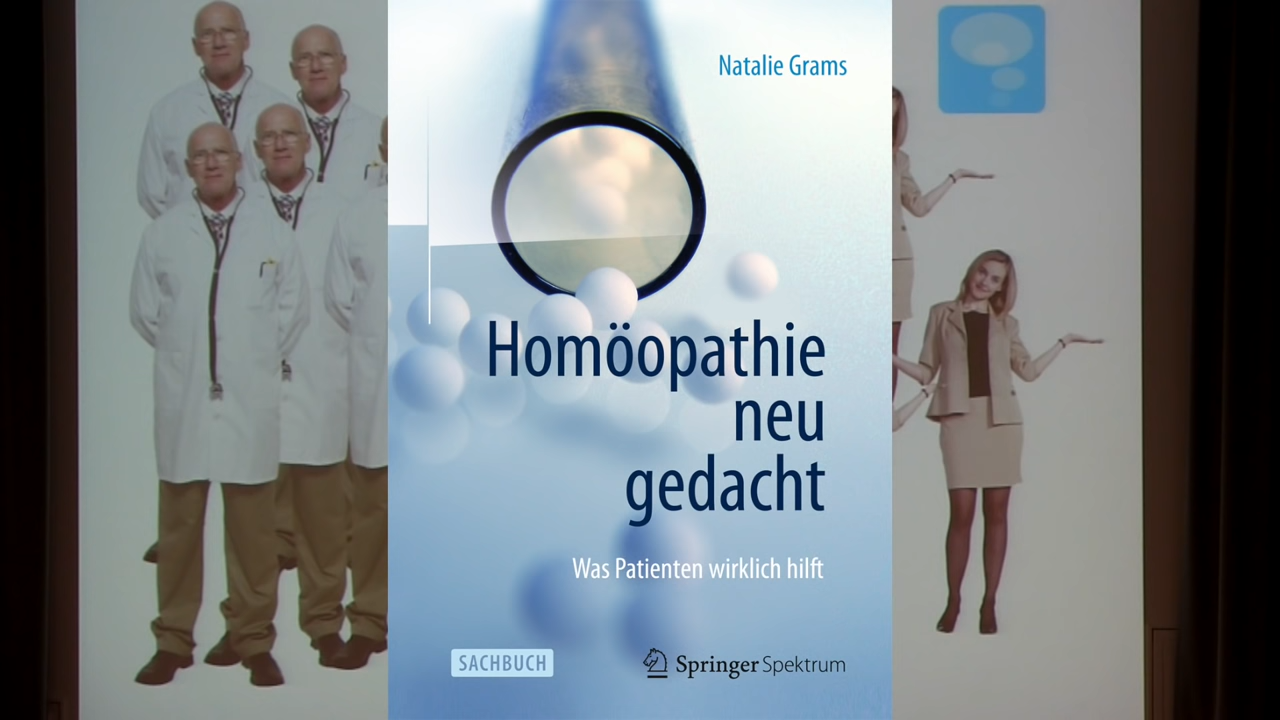 Natalie Grams
Homöopathie
neu
gedacht
Was Patienten wirklich hilft
SACHBUCH
Springer Spektrum